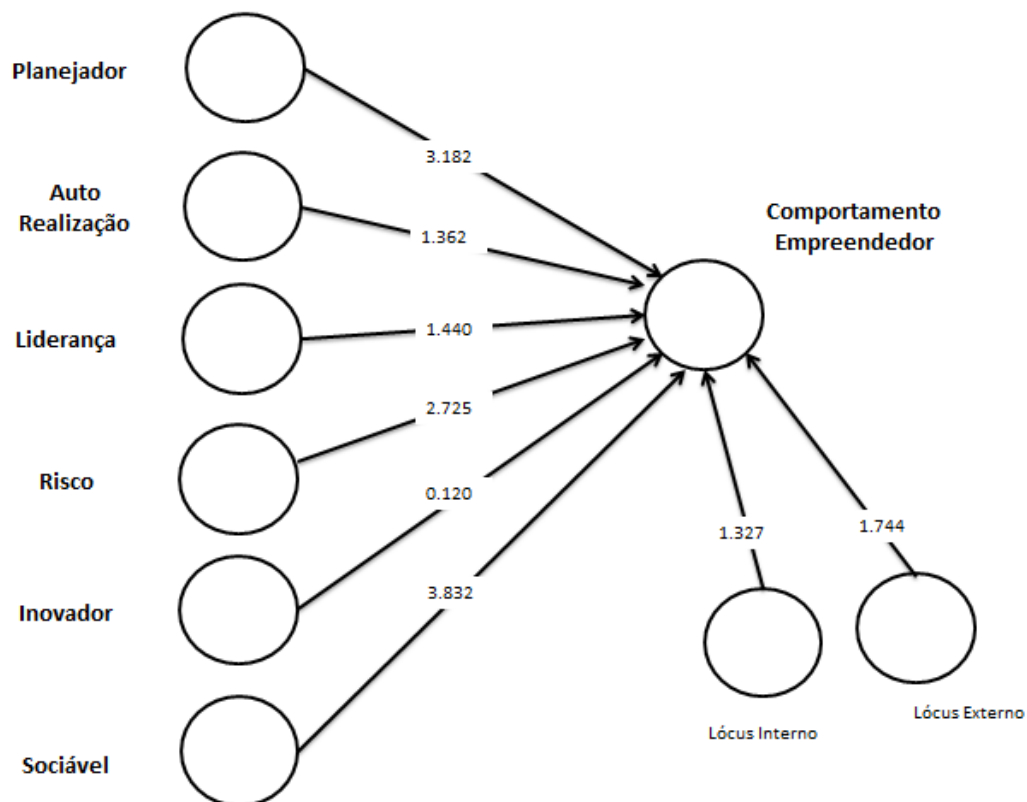 Planejador
3.182
Auto
Realização
1.362
Comportamento
Empreendedor
Liderança
1.440
Risco
2.725
Inovador
0.120
Sociável
3.832
1.327
1.744
Lócus Interno
Lócus Externo